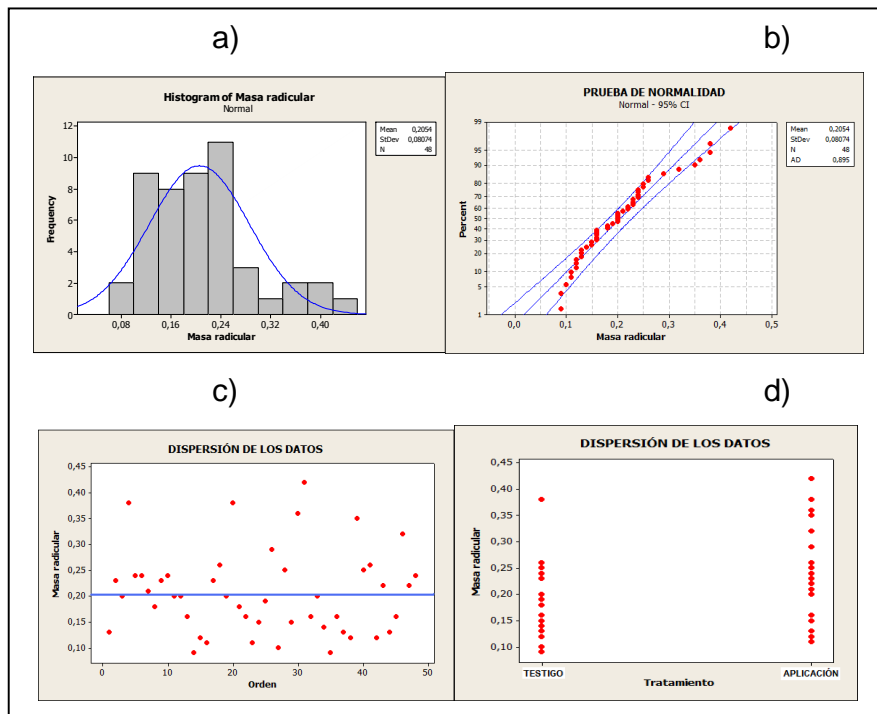 a)
b)
Histogram of Masa radicular
Normal
Mean 0,2054
StDev 0,08074
N 48
12
10
8
6
4
2
0
Frequency
0,08 0,16 0,24 0,32 0,40
Masa radicular
PRUEBA DE NORMALIDAD
Normal - 95% CI
Mean 0,2054
StDev 0,08074
N 48
AD 0,895
99
95
90
80
70
60
50
40
30
20
10
5
1
Percent
0,0 0,1 0,2 0,3 0,4 0,5
Masa radicular
c)
d)
DISPERSIÓN DE LOS DATOS
0,45
0,40
0,35
0,30
0,25
0,20
0,15
0,10
Masa radicular
0 10 20 30 40 50
Orden
DISPERSIÓN DE LOS DATOS
0,45
0,40
0,35
0,30
0,25
0,20
0,15
0,10
Masa radicular
TESTIGO APLICACIÓN
Tratamiento